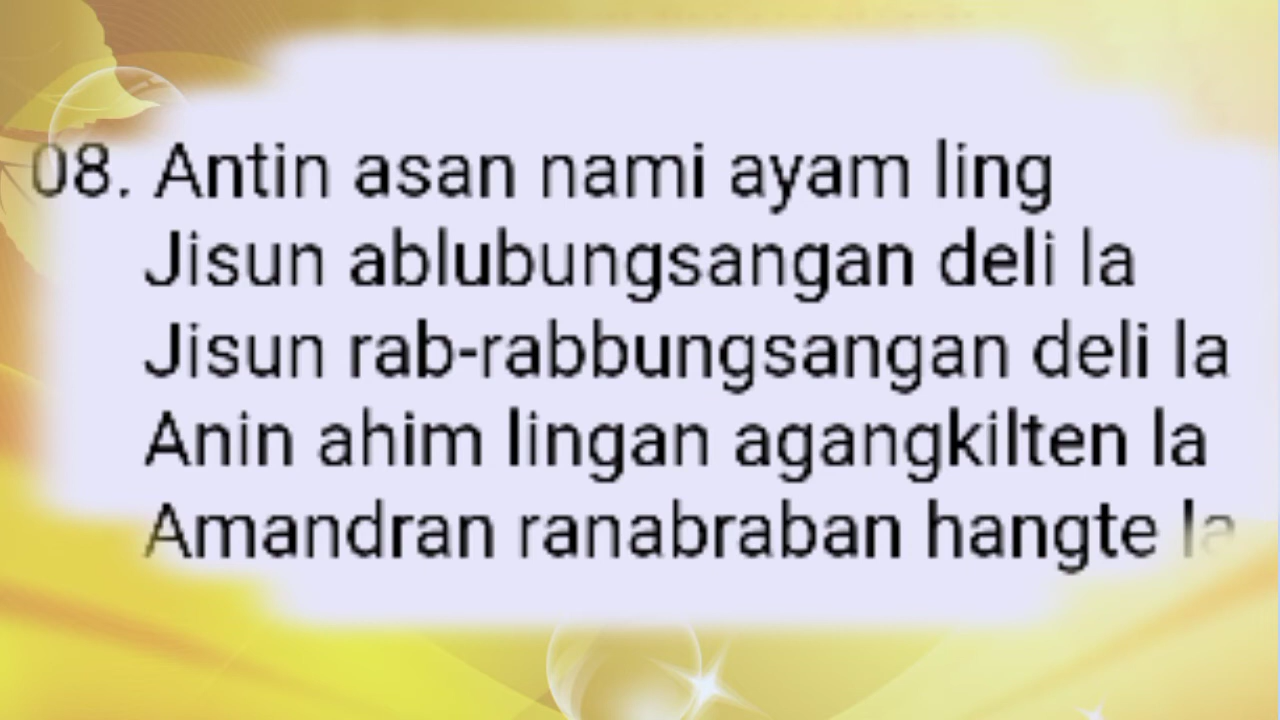 08. Antin asan nami ayam ling
Jisun ablubungsangan deli la
Jisun rab-rabbungsangan deli la
Anin ahim lingan agangkilten la
Amandran ranabraban hangte la